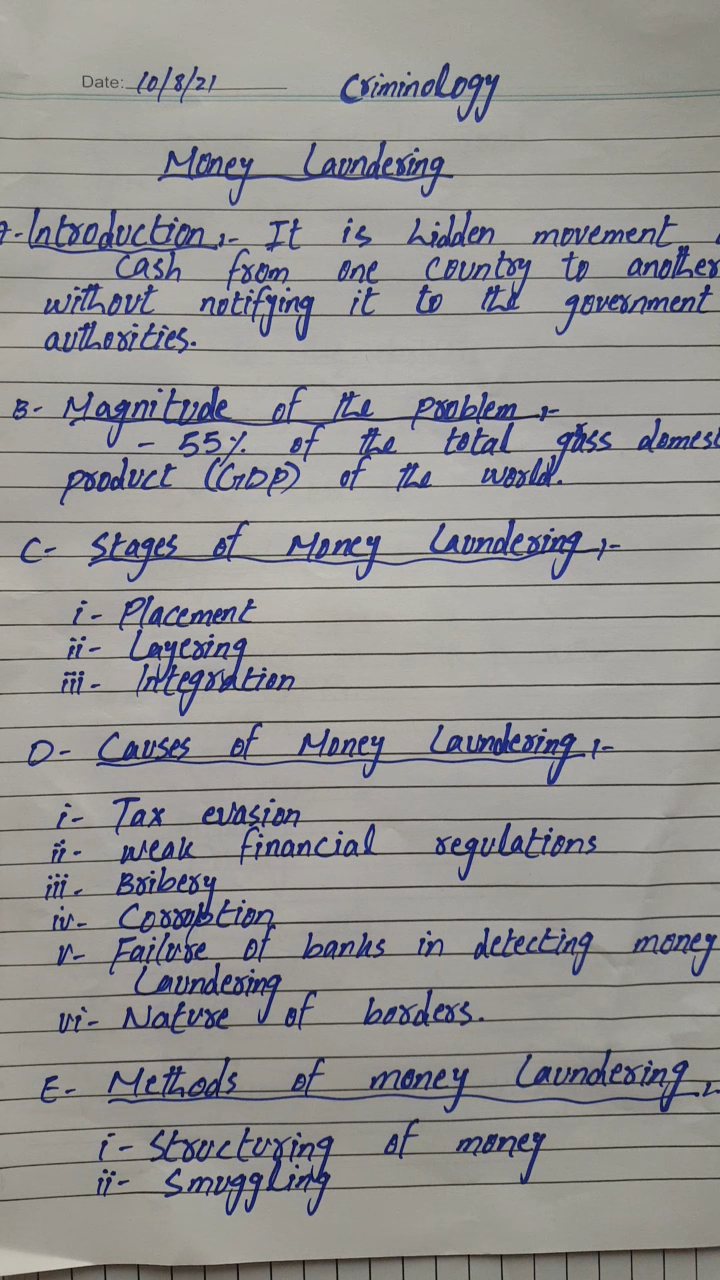 Date: 10/8/21 Criminology
Money Laundering
A-Introduction :- It is hidden movement
Cash from one country to another
without notifying it to the government
authorities.
B- Magnitude of the problem :-
- 55% of the total gross domes
product (GDP) of the world.
C- Stages of Money Laundering :-
i- Placement
ii- Layering
iii- Integration
D- Causes of Money Laundering :-
i- Tax evasion
ii- weak financial regulations
iii- Bribery
iv- Corruption
v- Failure of banks in detecting money
Laundering
vi- Nature of borders.
E- Methods of money Laundering :-
i- Structuring of money
ii- Smuggling